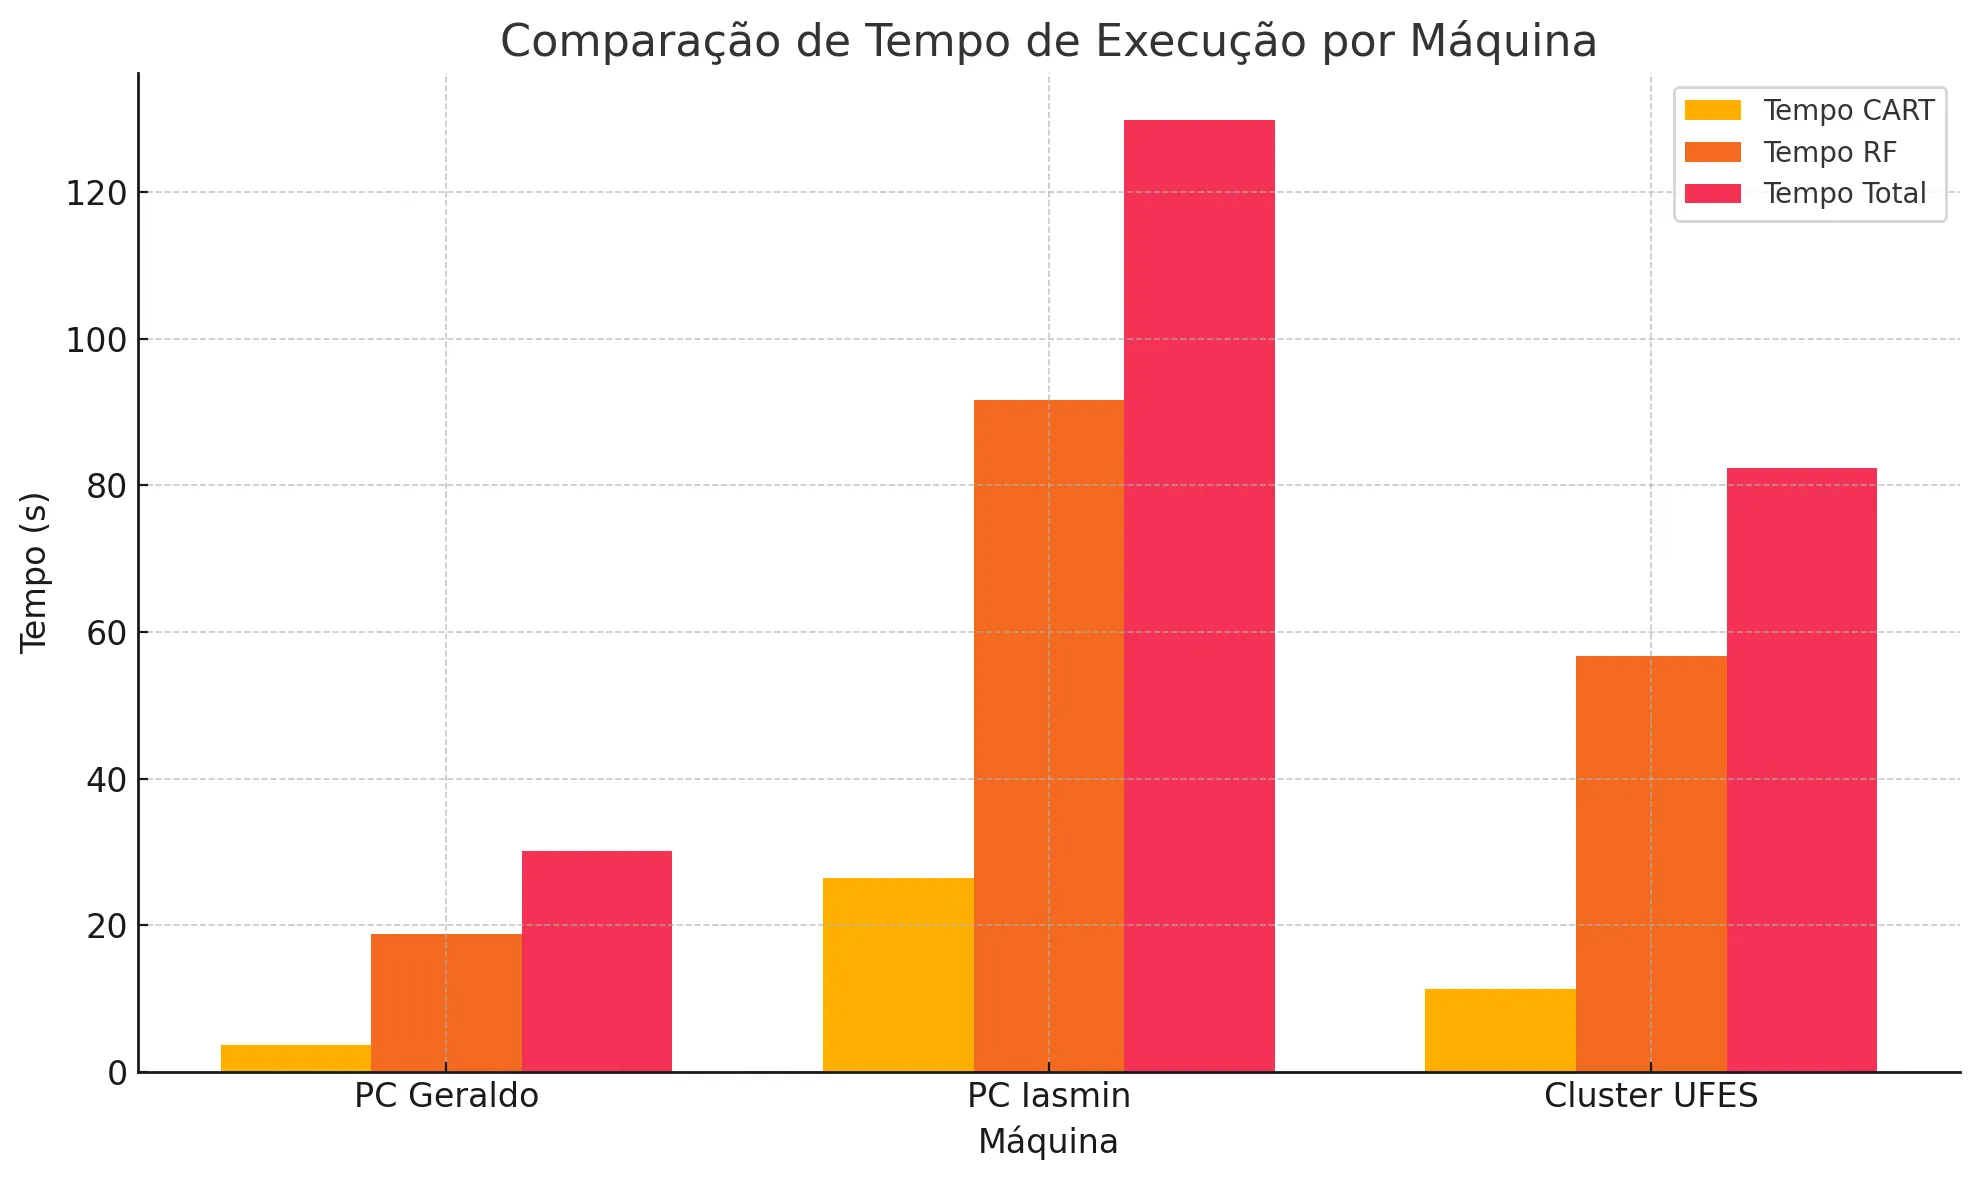 Comparação de Tempo de Execução por Máquina
Tempo CART
Tempo RF
Tempo Total
Tempo (s)
120
100
80
60
40
20
0
PC Geraldo
PC Iasmin
Cluster UFES
Máquina